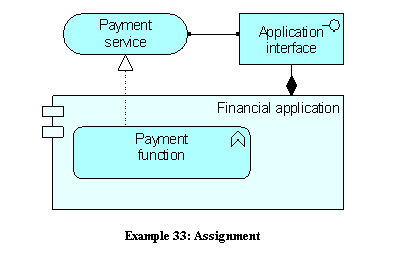 Payment
service
Application
interface
Financial application
Payment
function
Example 33: Assignment